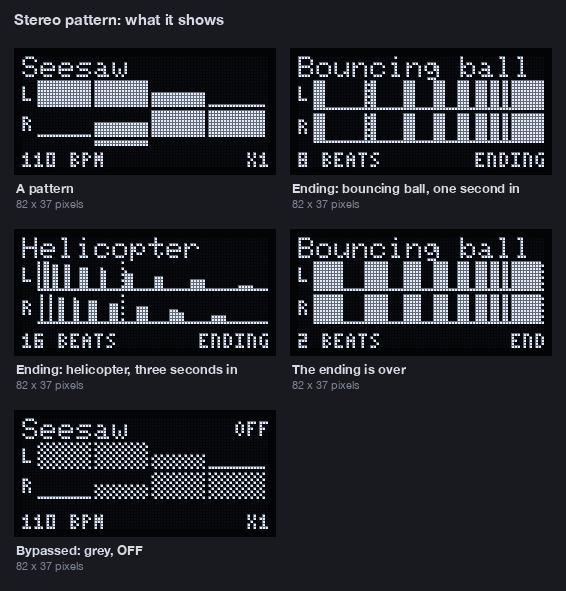 Stereo pattern: what it shows
Seesaw
L
R
110 BPM X1
A pattern
82 x 37 pixels
Bouncing ball
L
R
8 BEATS ENDING
Ending: bouncing ball, one second in
82 x 37 pixels
Helicopter
L
R
16 BEATS ENDING
Ending: helicopter, three seconds in
82 x 37 pixels
Bouncing ball
L
R
2 BEATS END
The ending is over
82 x 37 pixels
Seesaw OFF
L
R
110 BPM X1
Bypassed: grey, OFF
82 x 37 pixels